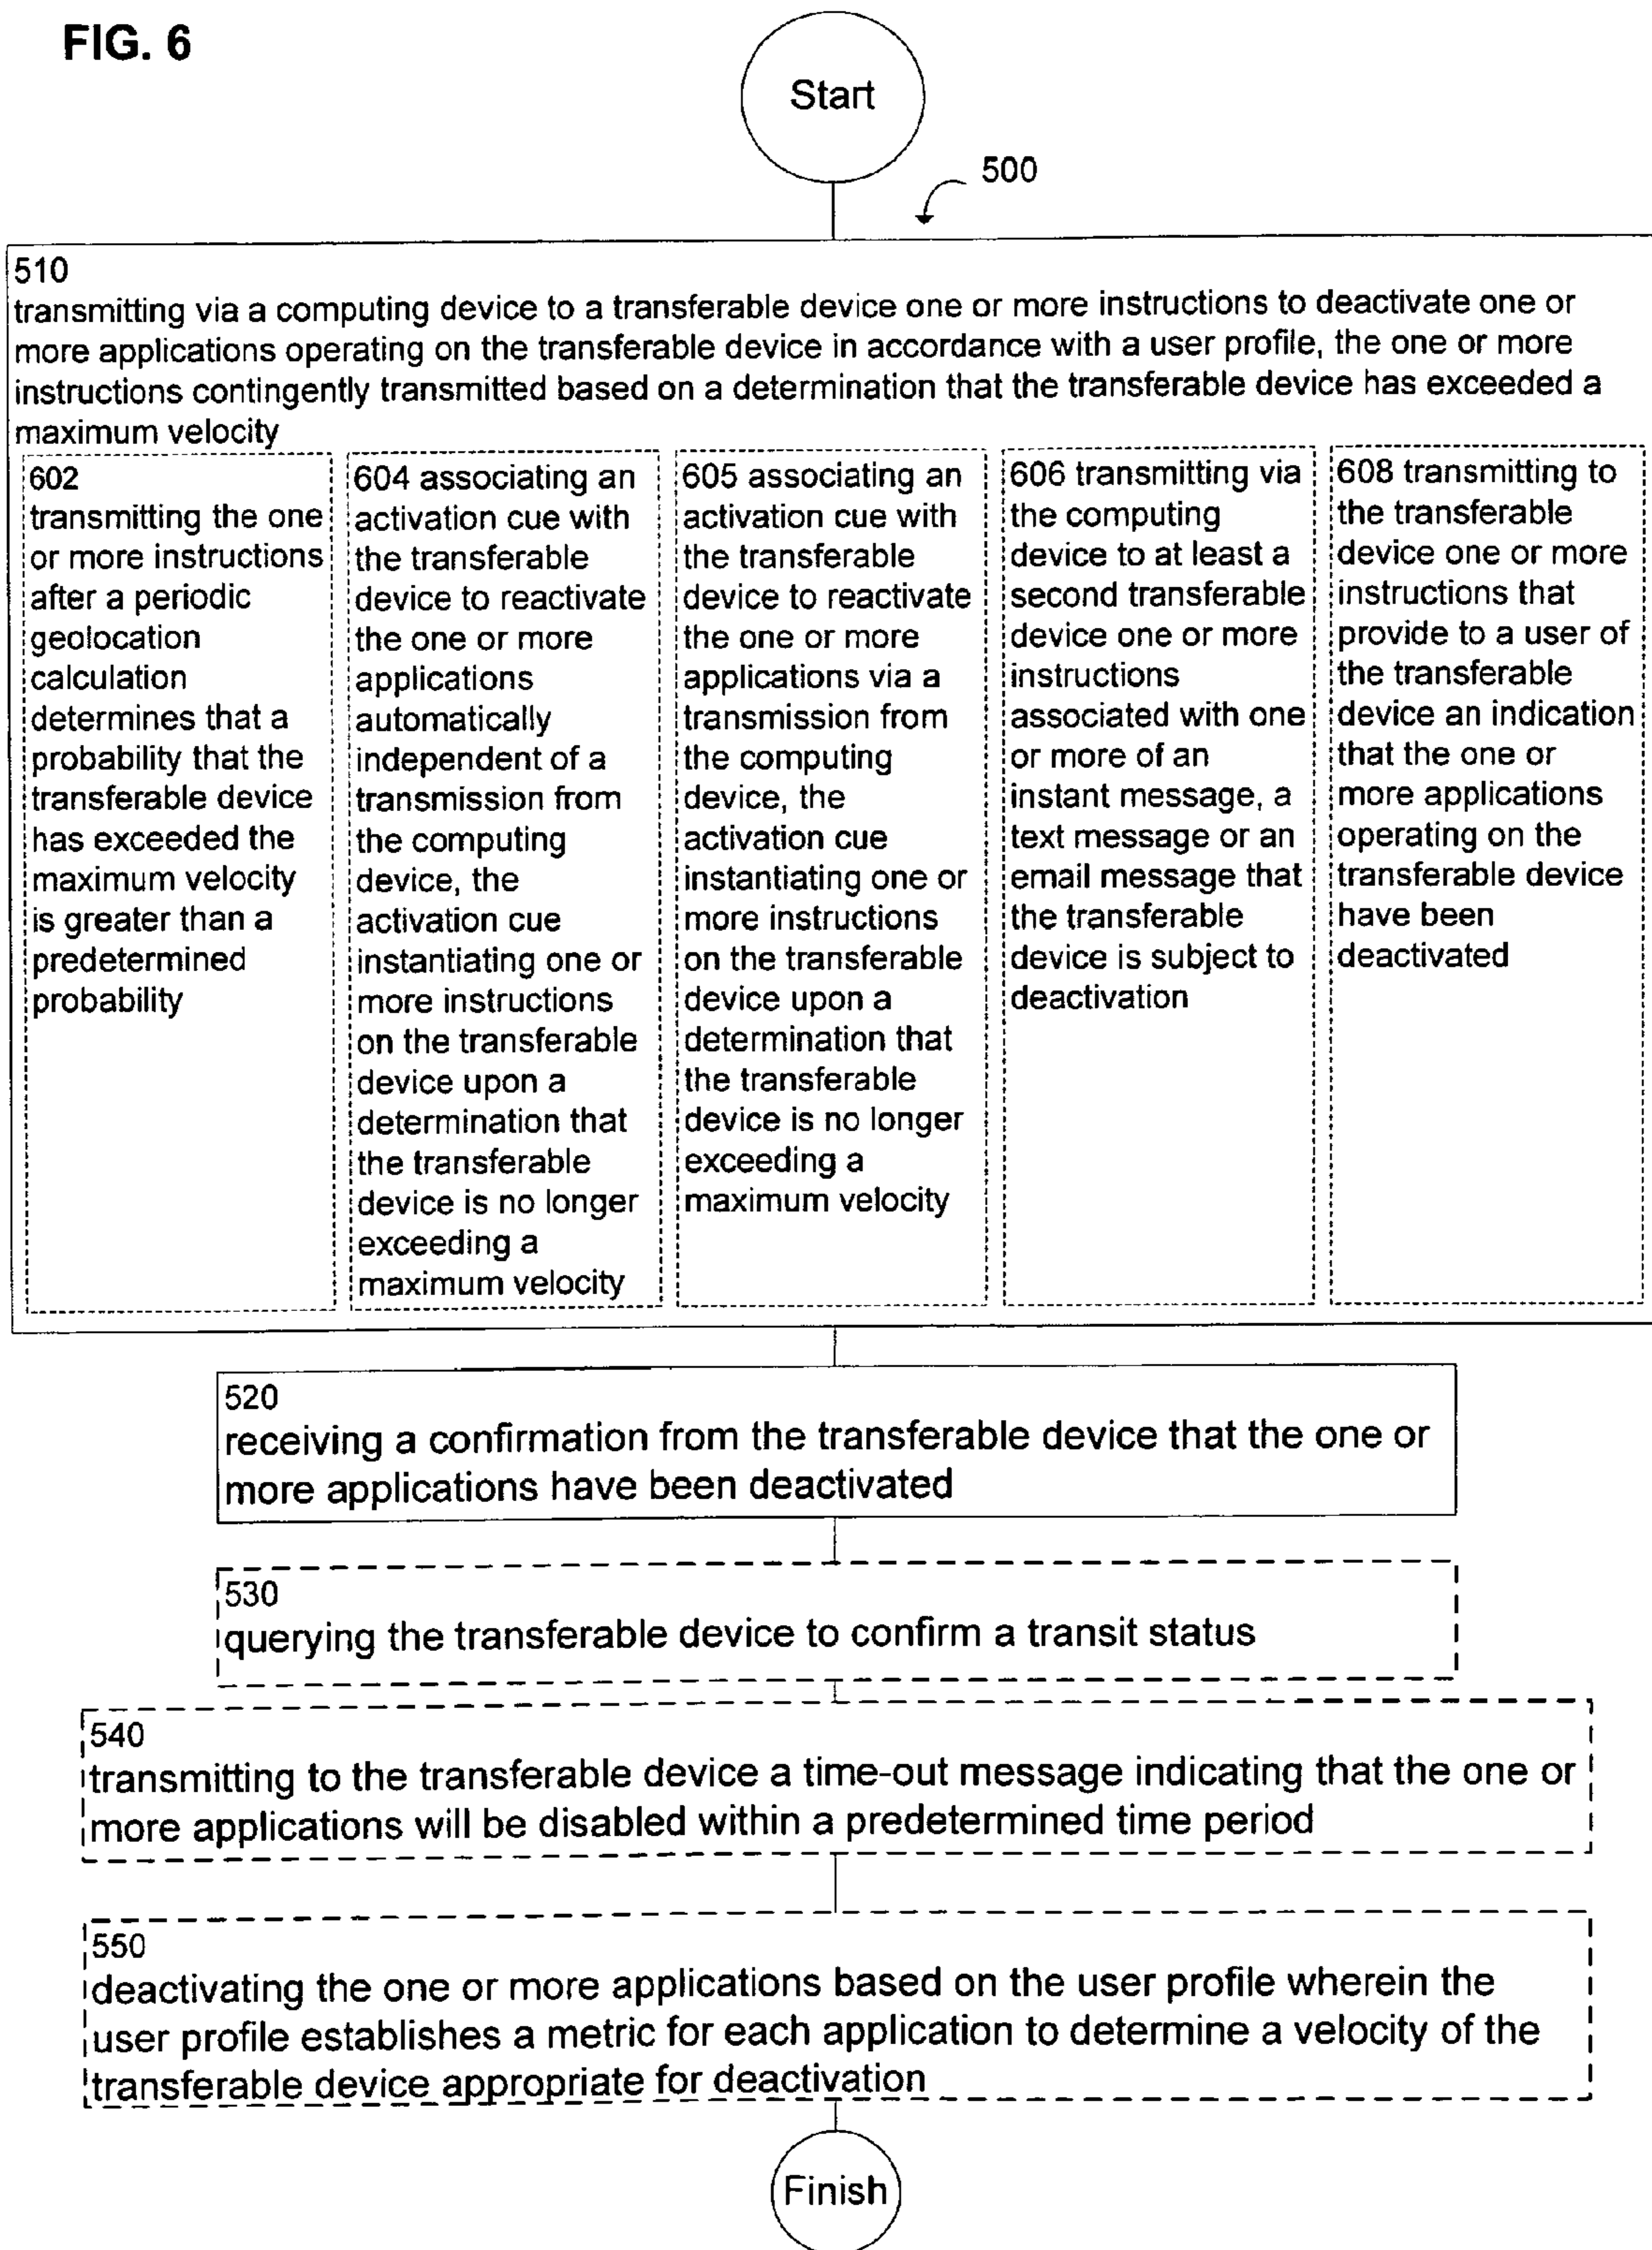 FIG. 6
Start
500
510
transmitting via a computing device to a transferable device one or more instructions to deactivate one or
more applications operating on the transferable device in accordance with a user profile, the one or more
instructions contingently transmitted based on a determination that the transferable device has exceeded a
maximum velocity
602
transmitting the one
or more instructions
after a periodic
geolocation
calculation
determines that a
probability that the
transferable device
has exceeded the
maximum velocity
is greater than a
predetermined
probability
604 associating an
activation cue with
the transferable
device to reactivate
the one or more
applications
automatically
independent of a
transmission from
the computing
device, the
activation cue
instantiating one or
more instructions
on the transferable
device upon a
determination that
the transferable
device is no longer
exceeding a
maximum velocity
605 associating an
activation cue with
the transferable
device to reactivate
the one or more
applications via a
transmission from
the computing
device, the
activation cue
instantiating one or
more instructions
on the transferable
device upon a
determination that
the transferable
device is no longer
exceeding a
maximum velocity
606 transmitting via
the computing
device to at least a
second transferable
device one or more
instructions
associated with one
or more of an
instant message, a
text message or an
email message that
the transferable
device is subject to
deactivation
608 transmitting to
the transferable
device one or more
instructions that
provide to a user of
the transferable
device an indication
that the one or
more applications
operating on the
transferable device
have been
deactivated
520
receiving a confirmation from the transferable device that the one or
more applications have been deactivated
530
querying the transferable device to confirm a transit status
540
transmitting to the transferable device a time-out message indicating that the one or
more applications will be disabled within a predetermined time period
550
deactivating the one or more applications based on the user profile wherein the
user profile establishes a metric for each application to determine a velocity of the
transferable device appropriate for deactivation
Finish